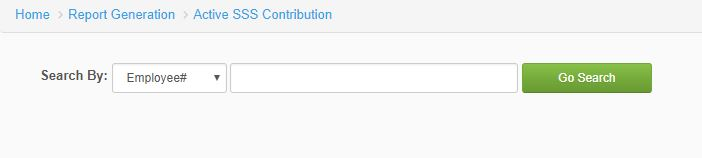 Home > Report Generation > Active SSS Contribution
Search By: Employee# Go Search